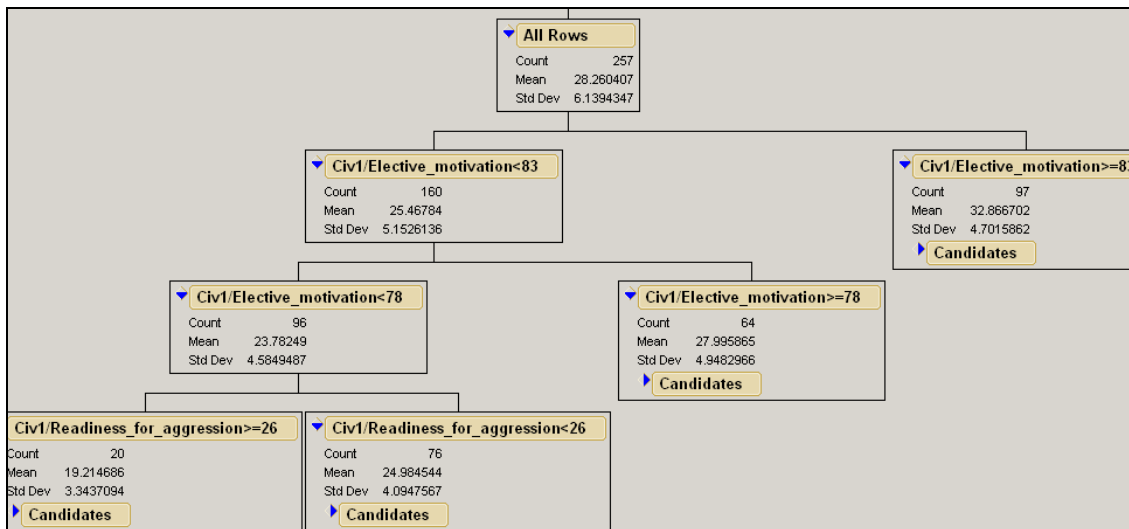 All Rows
Count 257
Mean 28.260407
Std Dev 6.1394347
Civ1/Elective_motivation<83
Count 160
Mean 25.46784
Std Dev 5.1526136
Civ1/Elective_motivation>=83
Count 97
Mean 32.866702
Std Dev 4.7015862
Candidates
Civ1/Elective_motivation<78
Count 96
Mean 23.78249
Std Dev 4.5849487
Civ1/Elective_motivation>=78
Count 64
Mean 27.995865
Std Dev 4.9482966
Candidates
Civ1/Readiness_for_aggression>=26
Count 20
Mean 19.214686
Std Dev 3.3437094
Candidates
Civ1/Readiness_for_aggression<26
Count 76
Mean 24.984544
Std Dev 4.0947567
Candidates